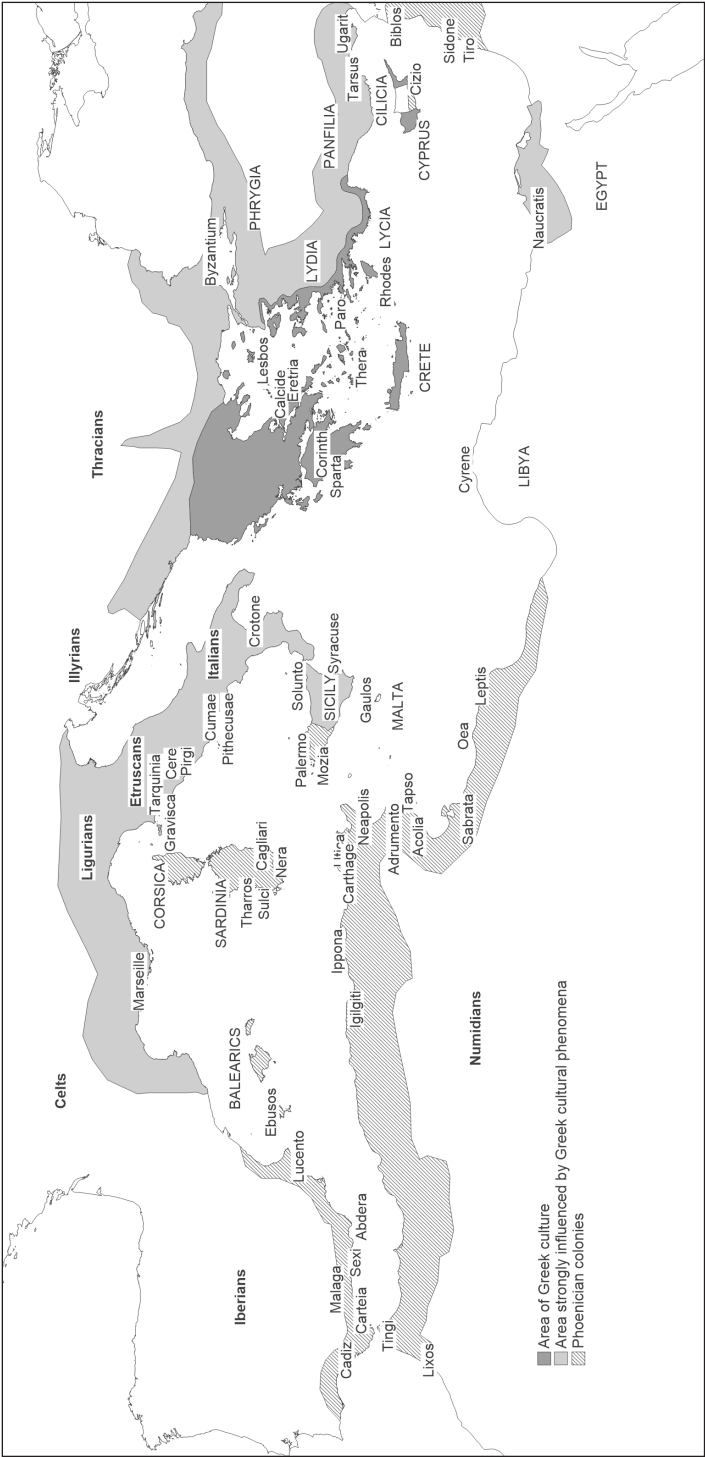 Celts
Ligurians
Illyrians
Thracians
Iberians
Etruscans
Italians
Numidians
Marseille
CORSICA
SARDINIA
Tharros
Sulci
Cagliari
Nera
BALEARICS
Ebusos
Lucento
Abdera
Sexi
Malaga
Carteia
Cadiz
Tingi
Lixos
Gravisca
Tarquinia
Cere
Pirgi
Cumae
Pithecusae
Crotone
Solunto
Palermo
Mozia
SICILY
Syracuse
Gaulos
MALTA
Carthage
Neapolis
Ippona
Igilgiti
Adrumento
Tapso
Acolia
Sabrata
Oea
Leptis
Byzantium
PHRYGIA
LYDIA
PANFILIA
Tarsus
Ugarit
CILICIA
Cizio
CYPRUS
Biblos
Sidone
Tiro
Lesbos
Calcide
Eretria
Corinth
Sparta
Paro
Thera
Rhodes
LYCIA
CRETE
Cyrene
LIBYA
Naucratis
EGYPT
Area of Greek culture
Area strongly influenced by Greek cultural phenomena
Phoenician colonies